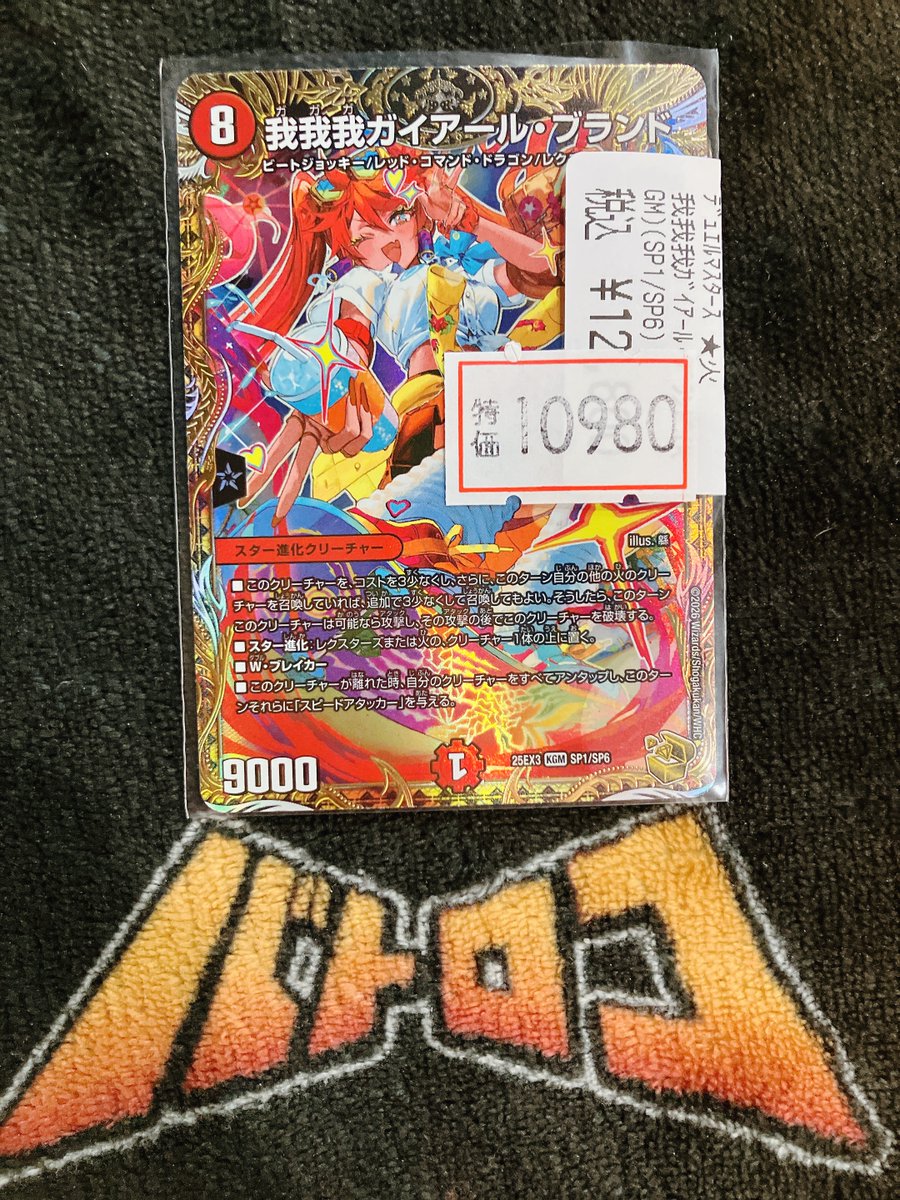 8
ガガガ
我我我ガイアール・ブランド
ビートジョッキー/レッド・コマンド・ドラゴン/レク
デュエルマスターズ ★火
我我我ガイアール
GM)(SP1/SP6)
税込 ¥12
特価 10980
illus.
スター進化クリーチャー
■このクリーチャーを、コストを3少なくし、さらに、このターン自分の他の火のクリー
チャーを召喚していれば、追加で3少なくして召喚してもよい。そうしたら、このターン
このクリーチャーは可能なら攻撃し、その攻撃の後でこのクリーチャーを破壊する。
■スター進化:レクスターズまたは火の、クリーチャー1体の上に置く。
■W・ブレイカー
■このクリーチャーが離れた時、自分のクリーチャーをすべてアンタップし、このター
ンそれらに「スピードアタッカー」を与える。
©2026 Wizards/Shogakukan/WHC
9000
1
25EX3 KGM SP1/SP6
バトロコ